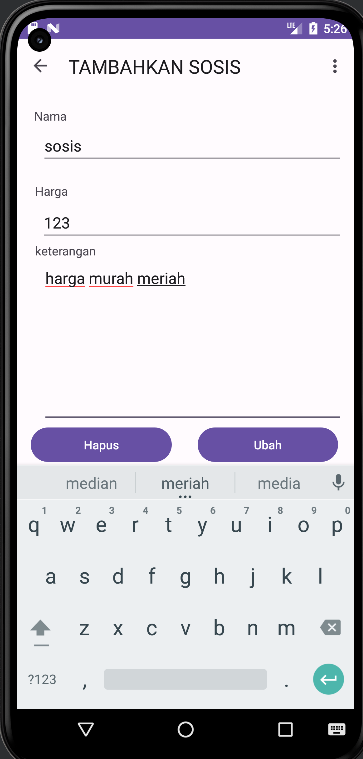 LTE 5:26
TAMBAHKAN SOSIS
Nama
sosis
Harga
123
keterangan
harga murah meriah
Hapus Ubah
median meriah media
1 2 3 4 5 6 7 8 9 0
q w e r t y u i o p
a s d f g h j k l
z x c v b n m
?123 , .